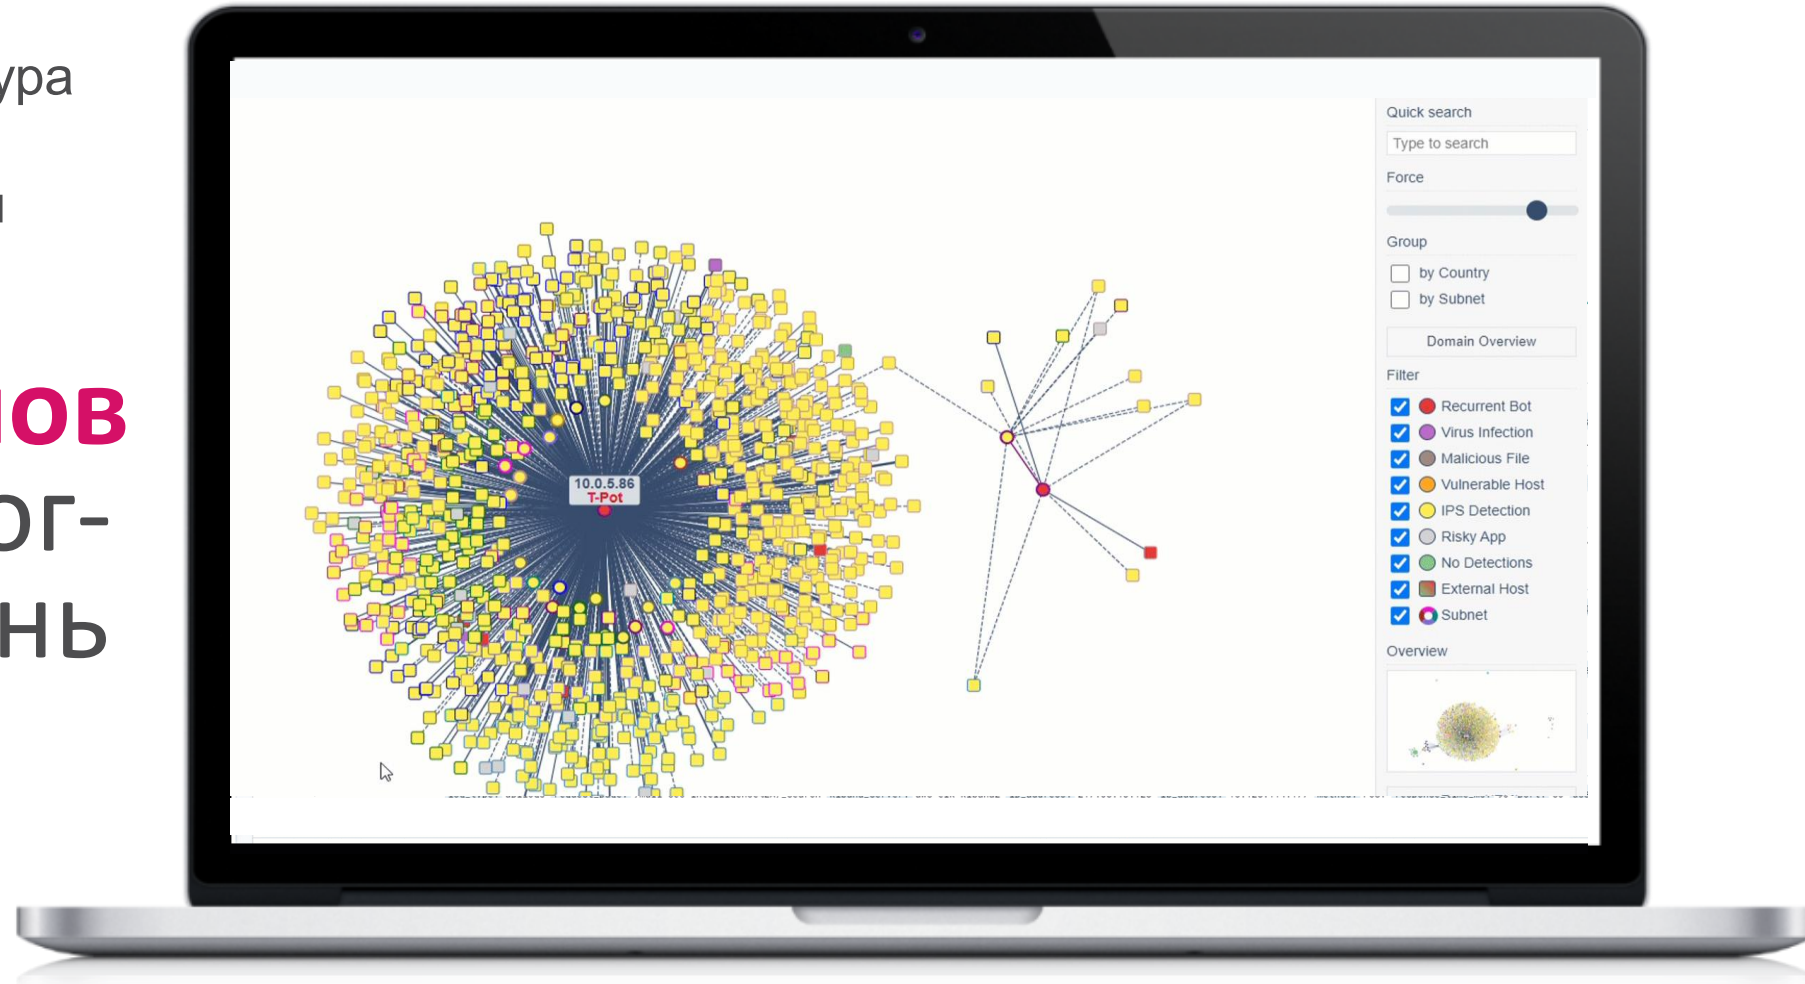 ура
ов
ог-
нь
10.0.5.86
T-Pot
Quick search
Type to search
Force
Group
by Country
by Subnet
Domain Overview
Filter
Recurrent Bot
Virus Infection
Malicious File
Vulnerable Host
IPS Detection
Risky App
No Detections
External Host
Subnet
Overview